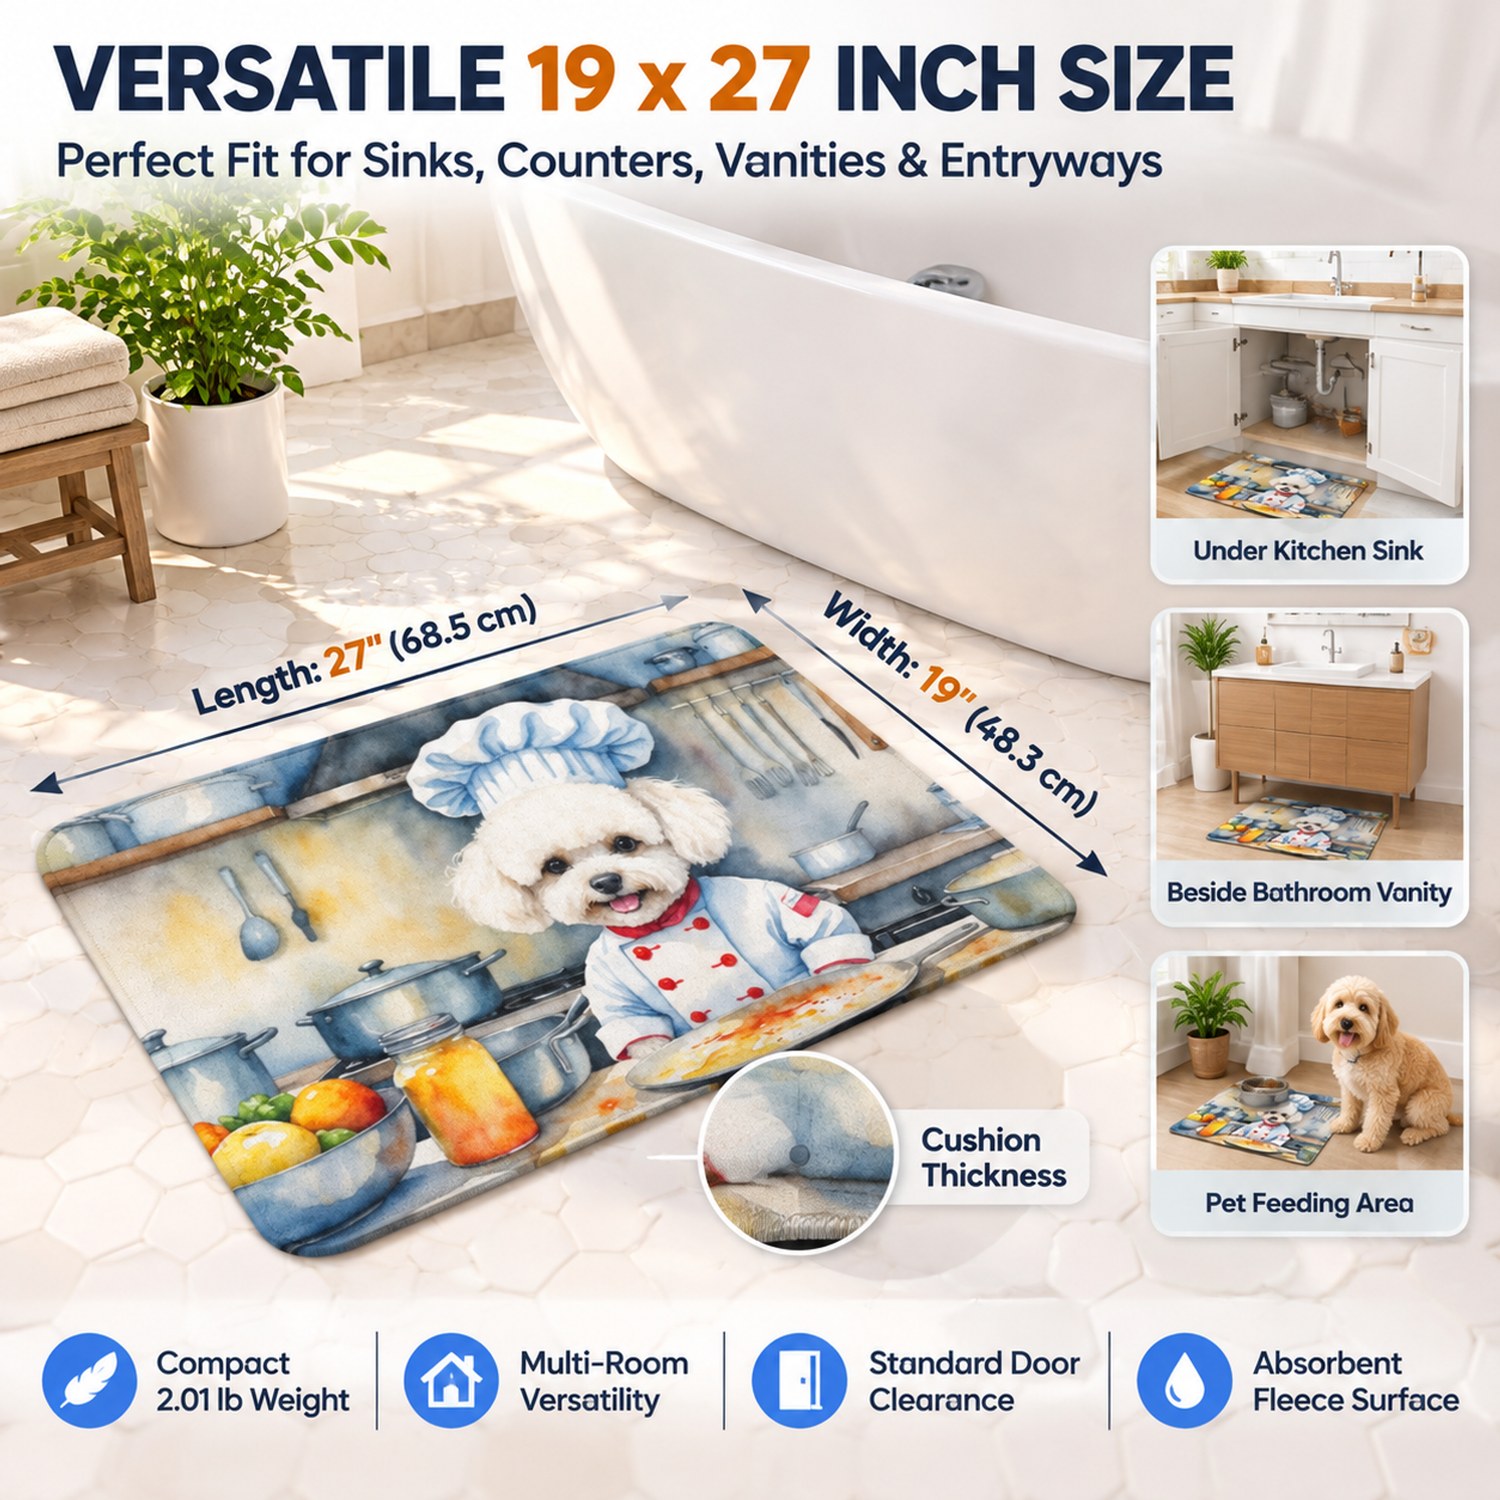 VERSATILE 19 x 27 INCH SIZE
Perfect Fit for Sinks, Counters, Vanities & Entryways
Length: 27" (68.5 cm)
Width: 19" (48.3 cm)
Under Kitchen Sink
Beside Bathroom Vanity
Pet Feeding Area
Cushion
Thickness
Compact
2.01 lb Weight
Multi-Room
Versatility
Standard Door
Clearance
Absorbent
Fleece Surface